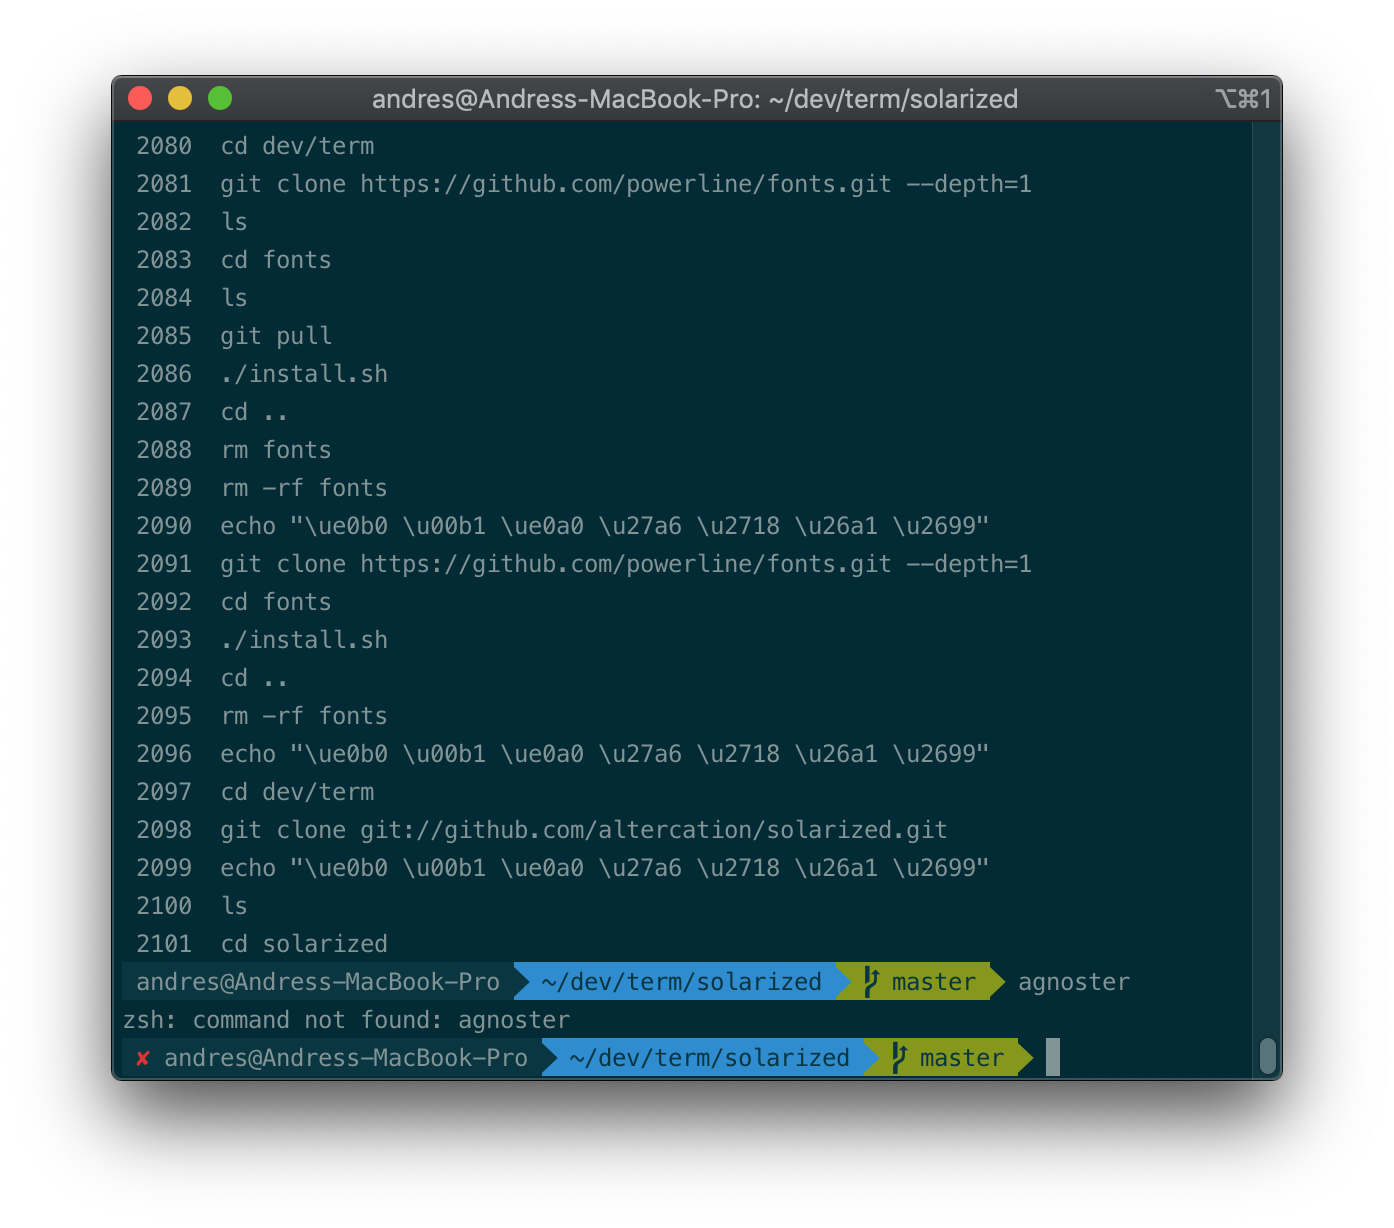 andres@Andress-MacBook-Pro: ~/dev/term/solarized ⌥⌘1
2080 cd dev/term
2081 git clone https://github.com/powerline/fonts.git --depth=1
2082 ls
2083 cd fonts
2084 ls
2085 git pull
2086 ./install.sh
2087 cd ..
2088 rm fonts
2089 rm -rf fonts
2090 echo "\ue0b0 \u00b1 \ue0a0 \u27a6 \u2718 \u26a1 \u2699"
2091 git clone https://github.com/powerline/fonts.git --depth=1
2092 cd fonts
2093 ./install.sh
2094 cd ..
2095 rm -rf fonts
2096 echo "\ue0b0 \u00b1 \ue0a0 \u27a6 \u2718 \u26a1 \u2699"
2097 cd dev/term
2098 git clone git://github.com/altercation/solarized.git
2099 echo "\ue0b0 \u00b1 \ue0a0 \u27a6 \u2718 \u26a1 \u2699"
2100 ls
2101 cd solarized
andres@Andress-MacBook-Pro ~/dev/term/solarized master agnoster
zsh: command not found: agnoster
✘ andres@Andress-MacBook-Pro ~/dev/term/solarized master